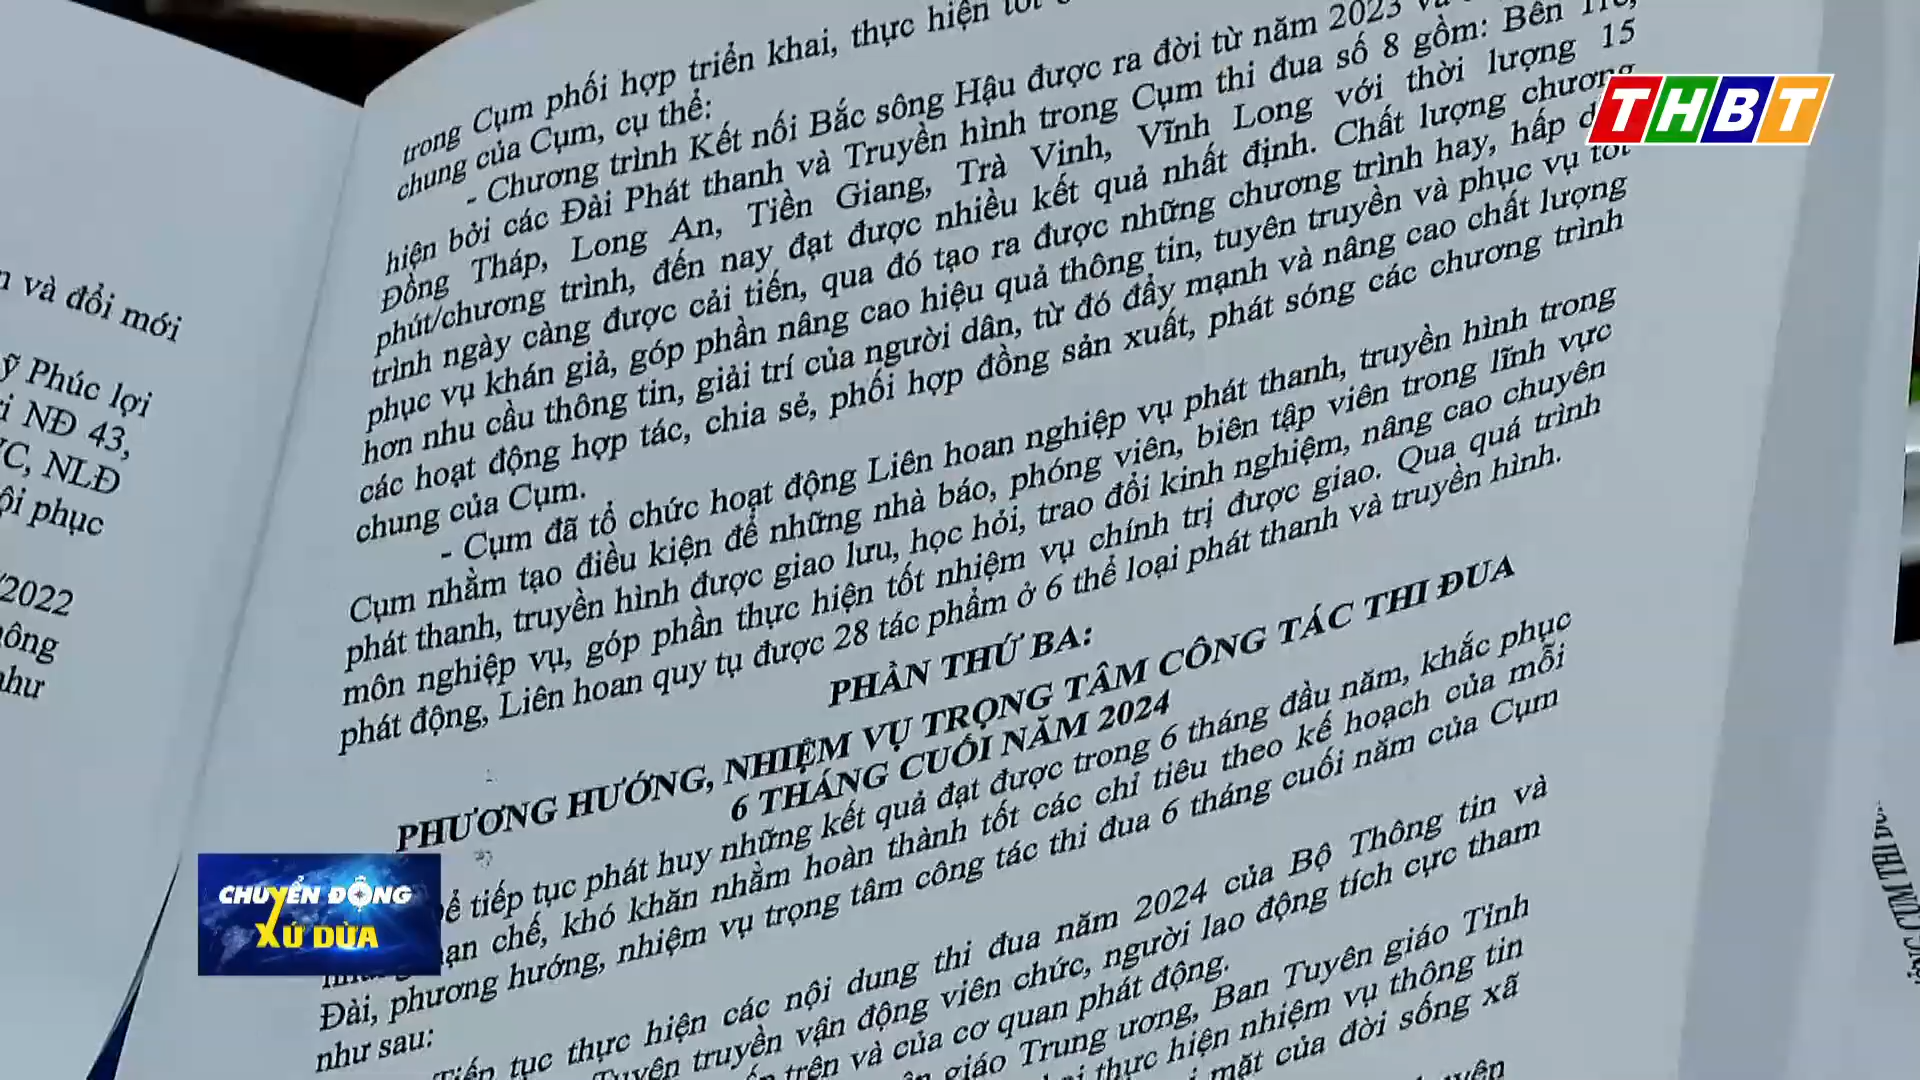 trong Cụm phối hợp triển khai, thực hiện tốt
chung của Cụm, cụ thể:
- Chương trình Kết nối Bắc sông Hậu được ra đời từ năm 2023
hiện bởi các Đài Phát thanh và Truyền hình trong Cụm thi đua số 8 gồm: Bến Tre,
Đồng Tháp, Long An, Tiền Giang, Trà Vinh, Vĩnh Long với thời lượng 15
phút/chương trình, đến nay đạt được nhiều kết quả nhất định. Chất lượng chương
trình ngày càng được cải tiến, qua đó tạo ra được những chương trình hay, hấp
phục vụ khán giả, góp phần nâng cao hiệu quả thông tin, tuyên truyền và phục vụ tốt
hơn nhu cầu thông tin, giải trí của người dân, từ đó đẩy mạnh và nâng cao chất lượng
các hoạt động hợp tác, chia sẻ, phối hợp đồng sản xuất, phát sóng các chương trình
chung của Cụm.
- Cụm đã tổ chức hoạt động Liên hoan nghiệp vụ phát thanh, truyền hình trong
Cụm nhằm tạo điều kiện để những nhà báo, phóng viên, biên tập viên trong lĩnh vực
phát thanh, truyền hình được giao lưu, học hỏi, trao đổi kinh nghiệm, nâng cao chuyên
môn nghiệp vụ, góp phần thực hiện tốt nhiệm vụ chính trị được giao. Qua quá trình
phát động, Liên hoan quy tụ được 28 tác phẩm ở 6 thể loại phát thanh và truyền hình.
PHẦN THỨ BA:
PHƯƠNG HƯỚNG, NHIỆM VỤ TRỌNG TÂM CÔNG TÁC THI ĐUA
6 THÁNG CUỐI NĂM 2024
tiếp tục phát huy những kết quả đạt được trong 6 tháng đầu năm, khắc phục
chế, khó khăn nhằm hoàn thành tốt các chỉ tiêu theo kế hoạch của mỗi
Đài, phương hướng, nhiệm vụ trọng tâm công tác thi đua 6 tháng cuối năm của Cụm
như sau:
Tiếp tục thực hiện các nội dung thi đua năm 2024 của Bộ Thông tin và
truyền vận động viên chức, người lao động tích cực tham
trên và của cơ quan phát động.
giáo Trung ương, Ban Tuyên giáo Tỉnh
thực hiện nhiệm vụ thông tin
mặt của đời sống xã
và đổi mới
Phúc lợi
NĐ 43,
NLĐ
phục
/2022
như
THBT
CHUYỂN ĐỘNG
XỨ DỪA